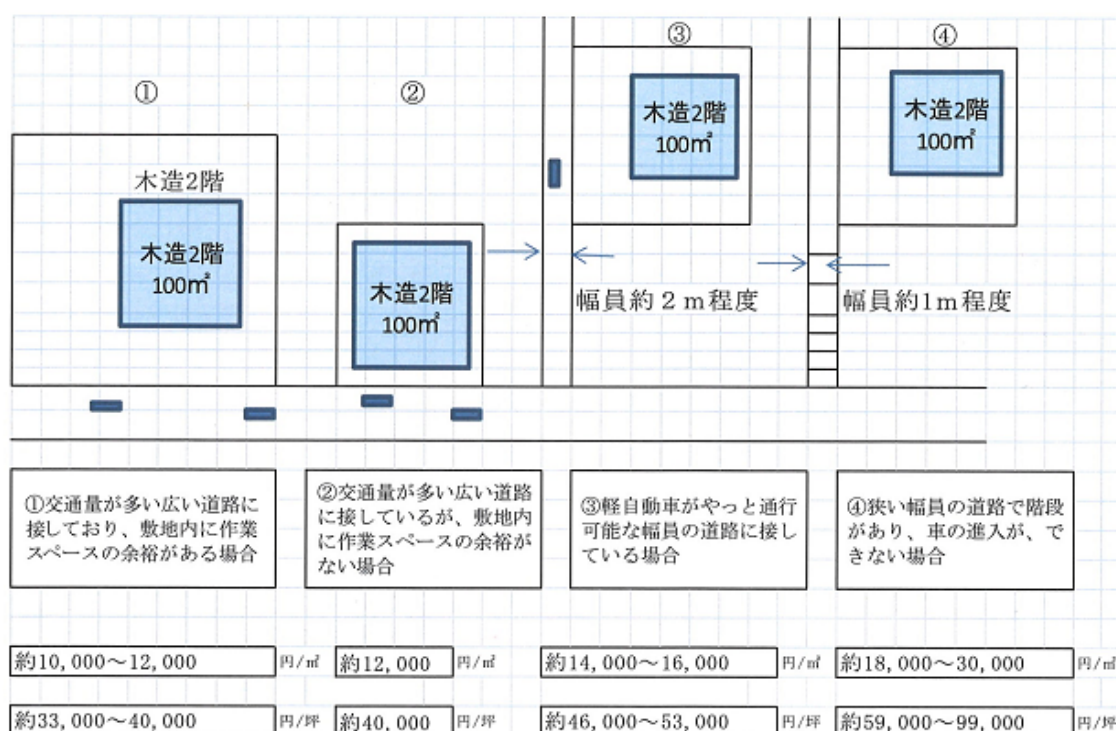 ①
②
③
④
木造2階
木造2階
100㎡
木造2階
100㎡
木造2階
100㎡
木造2階
100㎡
幅員約２ｍ程度
幅員約1m程度
①交通量が多い広い道路に
接しており、敷地内に作業
スペースの余裕がある場合
②交通量が多い広い道路
に接しているが、敷地内
に作業スペースの余裕が
ない場合
③軽自動車がやっと通行
可能な幅員の道路に接し
ている場合
④狭い幅員の道路で階段
があり、車の進入が、で
きない場合
約10,000～12,000 円/㎡ 約12,000 円/㎡ 約14,000～16,000 円/㎡ 約18,000～30,000 円/㎡
約33,000～40,000 円/坪 約40,000 円/坪 約46,000～53,000 円/坪 約59,000～99,000 円/坪